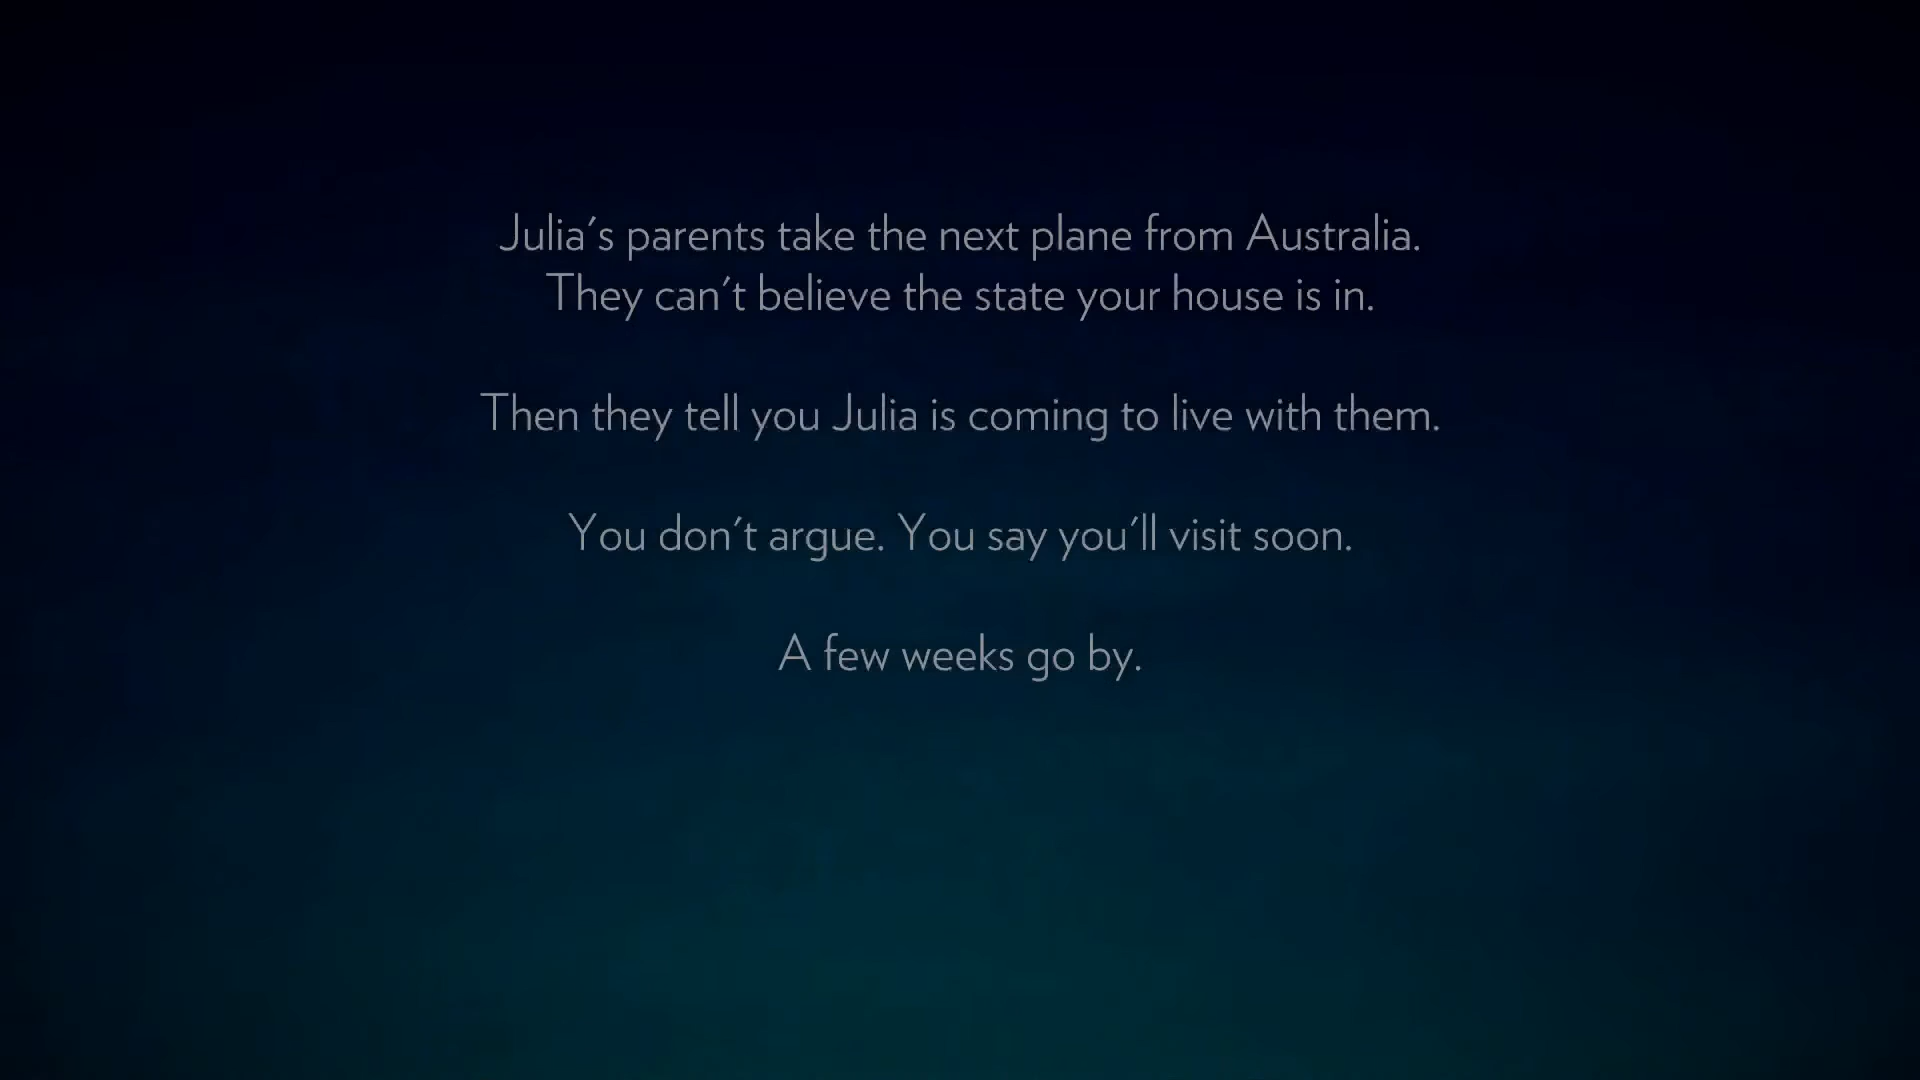 Julia's parents take the next plane from Australia.
They can't believe the state your house is in.
Then they tell you Julia is coming to live with them.
You don't argue. You say you'll visit soon.
A few weeks go by.